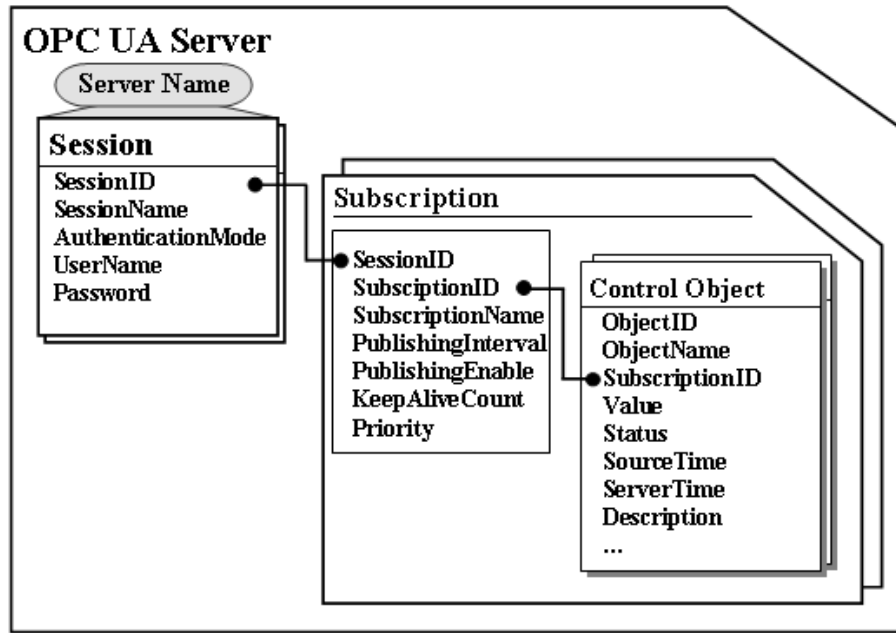 OPC UA Server
Server Name
Session
SessionID
SessionName
AuthenticationMode
UserName
Password
Subscription
SessionID
SubsciptionID
SubscriptionName
PublishingInterval
PublishingEnable
KeepAliveCount
Priority
Control Object
ObjectID
ObjectName
SubscriptionID
Value
Status
SourceTime
ServerTime
Description
...